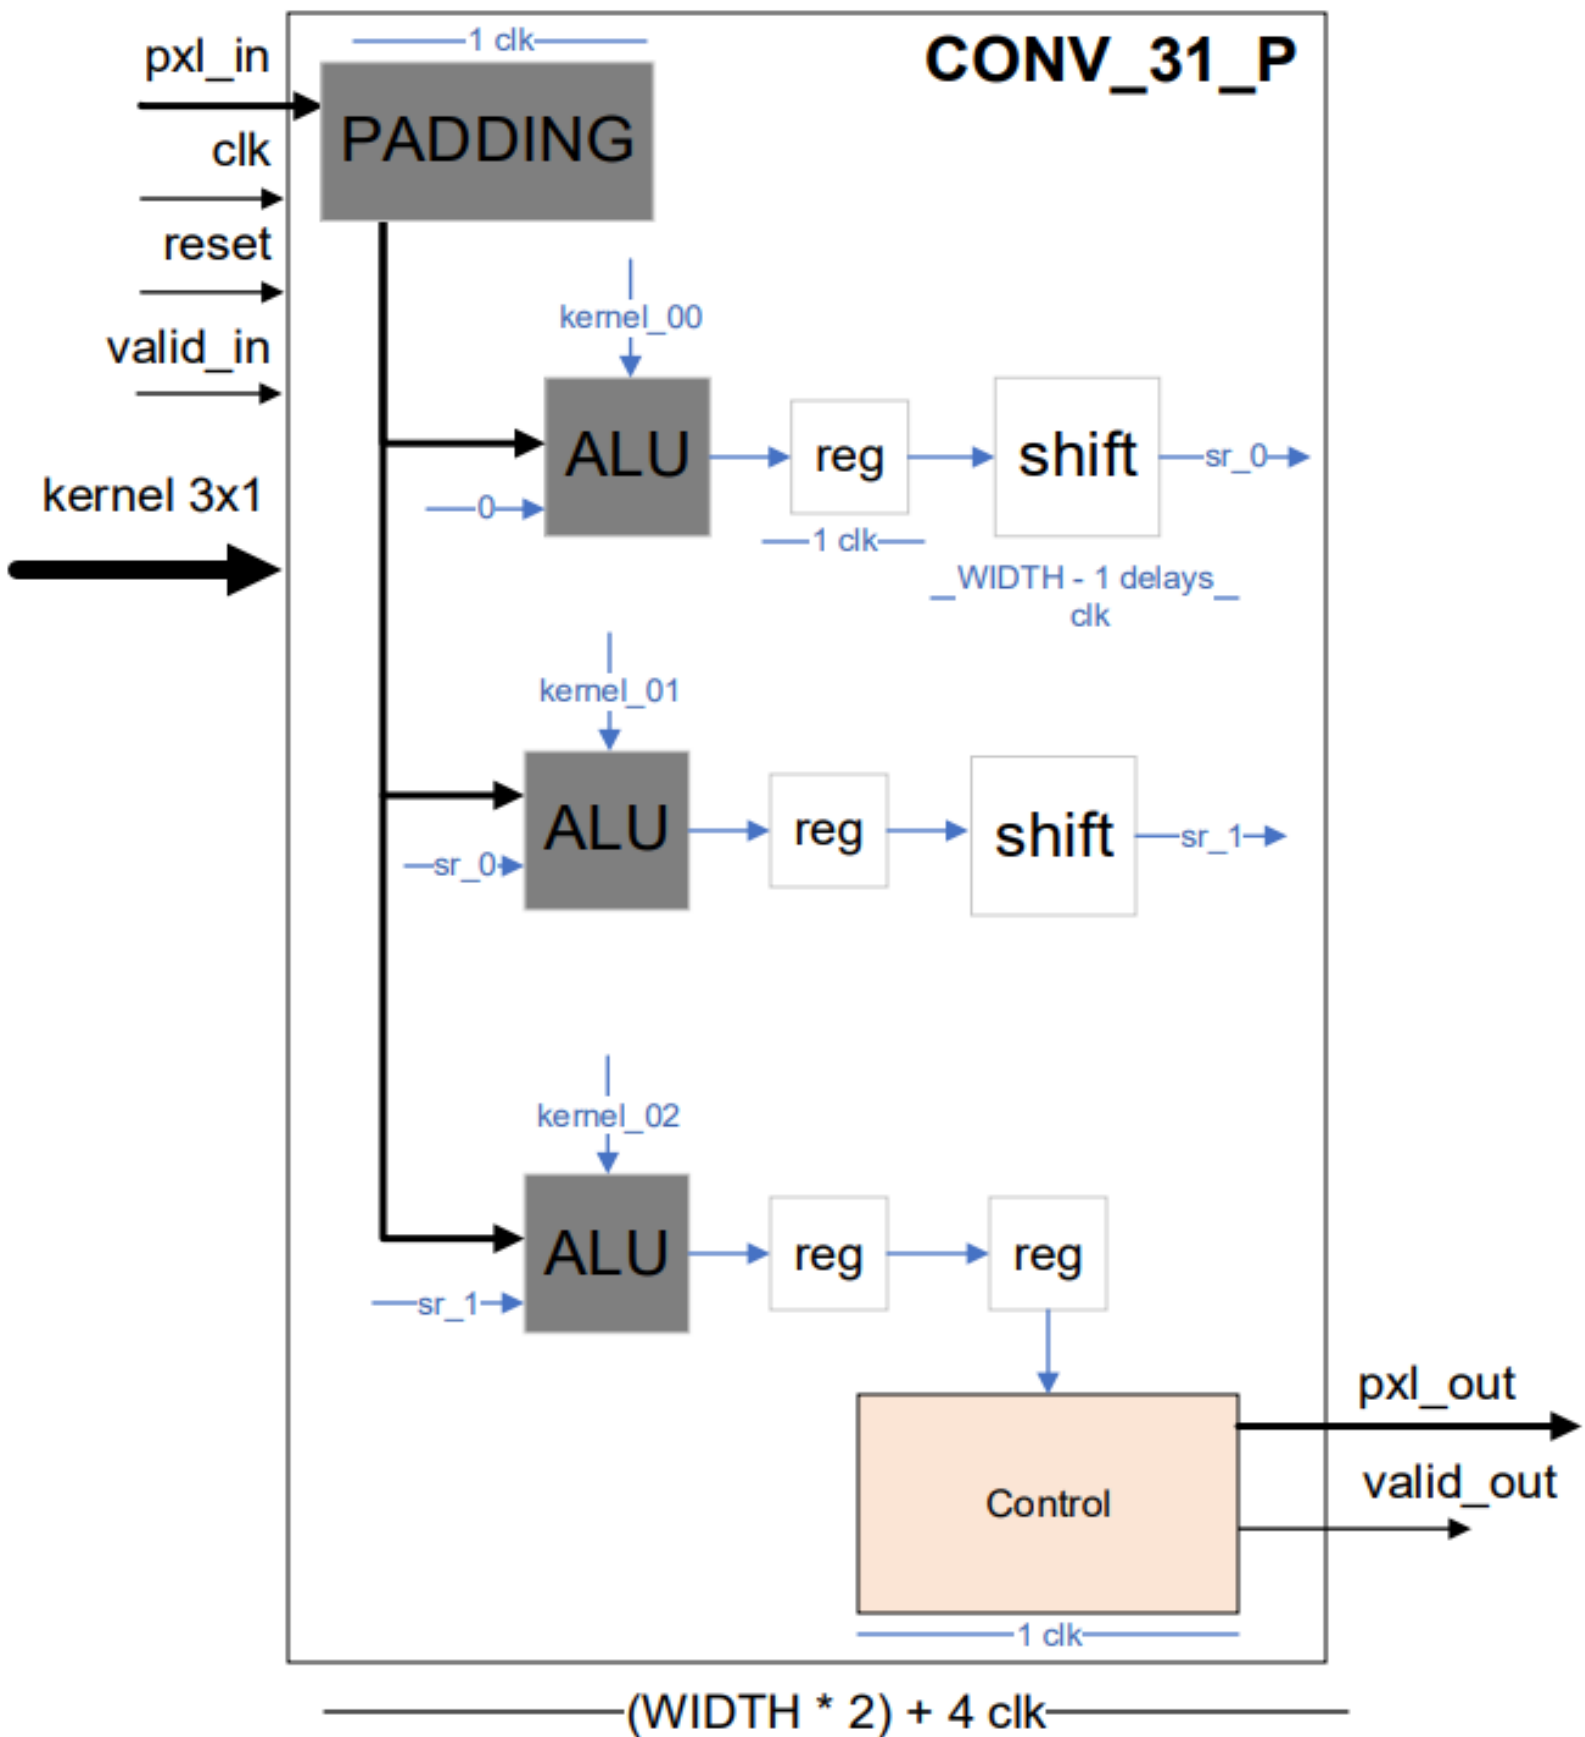 CONV_31_P
pxl_in
1 clk
PADDING
clk
reset
valid_in
kernel 3x1
kernel_00
ALU
0
reg
1 clk
shift
sr_0
WIDTH - 1 delays
clk
kernel_01
ALU
sr_0
reg
shift
sr_1
kernel_02
ALU
sr_1
reg
reg
Control
1 clk
pxl_out
valid_out
(WIDTH * 2) + 4 clk